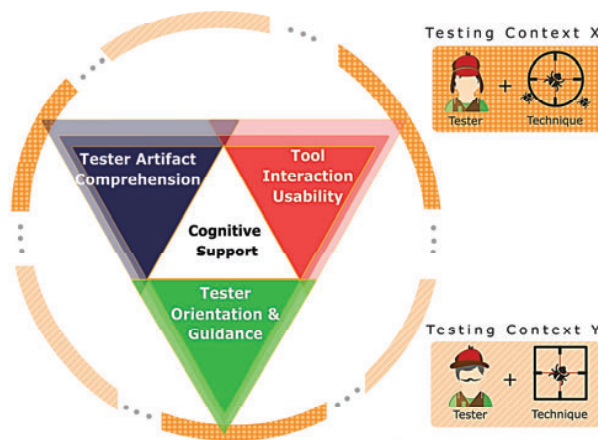 Testing Context X
+
Tester
Technique
Tester Artifact
Comprehension
Tool
Interaction
Usability
Cognitive
Support
Tester
Orientation &
Guidance
Testing Context Y
+
Tester
Technique